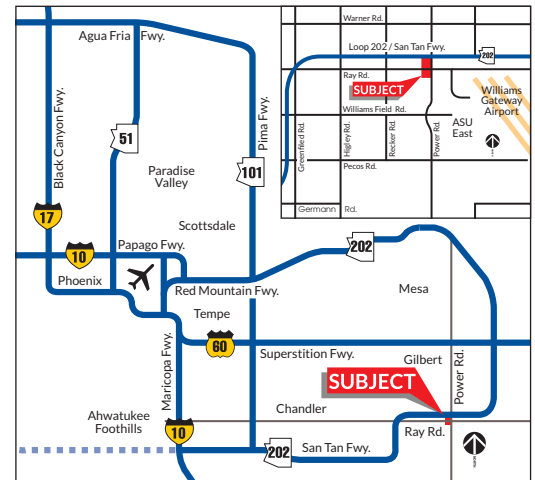 Agua Fria Fwy.
Black Canyon Fwy.
51
Pima Fwy.
101
Paradise
Valley
17
Scottsdale
10
Papago Fwy.
202
Phoenix
Red Mountain Fwy.
Mesa
Tempe
60
Maricopa Fwy.
Superstition Fwy.
Gilbert
Power Rd.
SUBJECT
Chandler
Ahwatukee
Foothills
10
Ray Rd.
202
San Tan Fwy.
Warner Rd.
Loop 202 / San Tan Fwy.
202
Ray Rd.
SUBJECT
Williams
Gateway
Airport
Williams Field Rd.
ASU
East
Greenfield Rd.
Higley Rd.
Recker Rd.
Power Rd.
Pecos Rd.
Germann Rd.